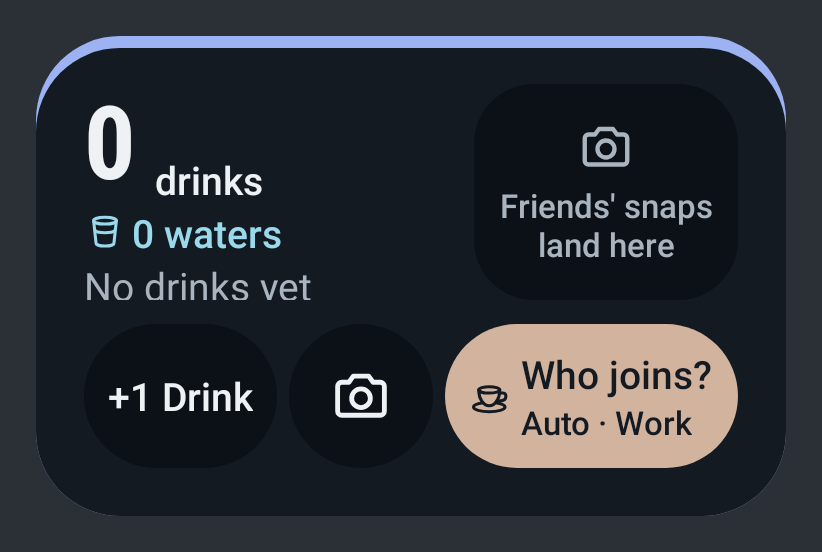 0 drinks
0 waters
No drinks yet
Friends' snaps
land here
+1 Drink
Who joins?
Auto · Work